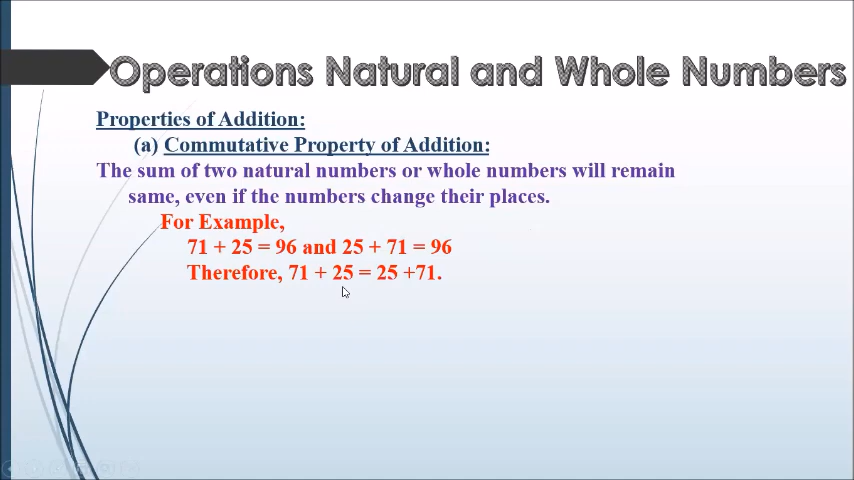 Operations Natural and Whole Numbers
Properties of Addition:
(a) Commutative Property of Addition:
The sum of two natural numbers or whole numbers will remain
same, even if the numbers change their places.
For Example,
71 + 25 = 96 and 25 + 71 = 96
Therefore, 71 + 25 = 25 +71.